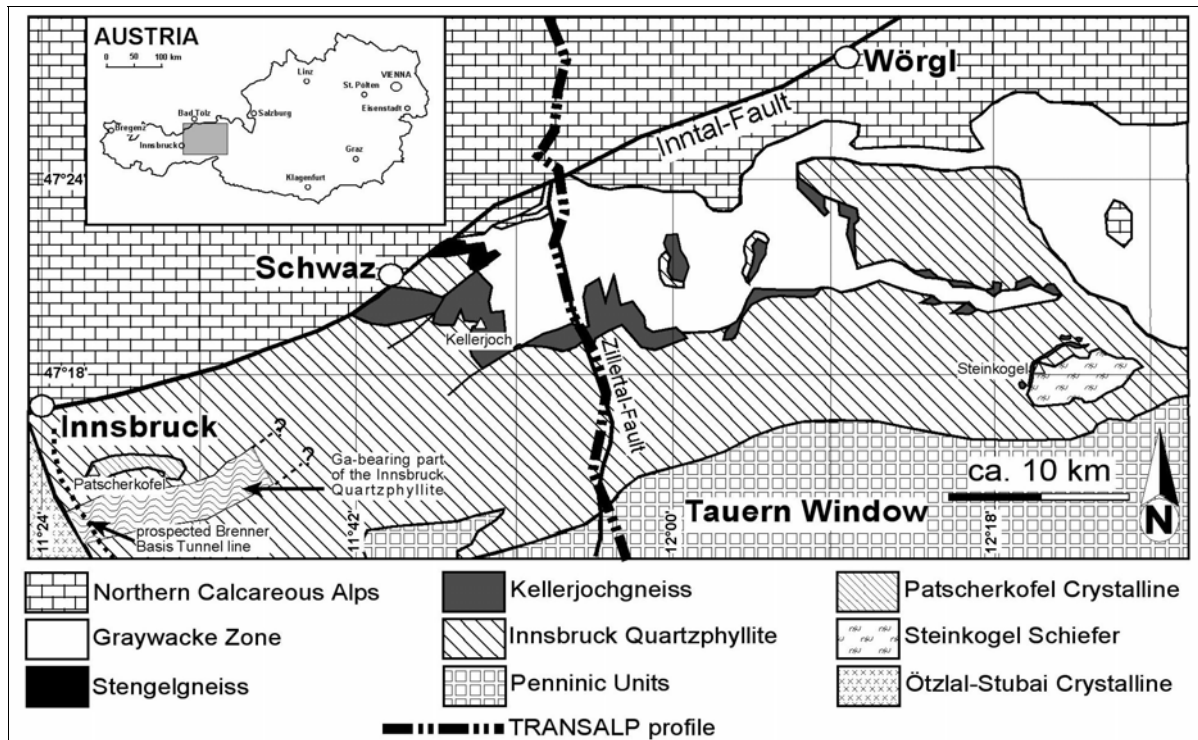 AUSTRIA
0 50 100 km
Linz
VIENNA
St. Pölten
Eisenstadt
Salzburg
Bad Tölz
Bregenz
Innsbruck
Graz
Klagenfurt
Wörgl
Inntal-Fault
47°24'
Schwaz
Kellerjoch
Zillertal-Fault
Steinkogel
47°18'
Innsbruck
?
?
Patscherkofel
Ga-bearing part
of the Innsbruck
Quartzphyllite
prospected Brenner
Basis Tunnel line
11°24'
11°42'
12°00'
12°18'
Tauern Window
ca. 10 km
N
Northern Calcareous Alps
Kellerjochgneiss
Patscherkofel Crystalline
Graywacke Zone
Innsbruck Quartzphyllite
Steinkogel Schiefer
Stengelgneiss
Penninic Units
Ötzlal-Stubai Crystalline
TRANSALP profile